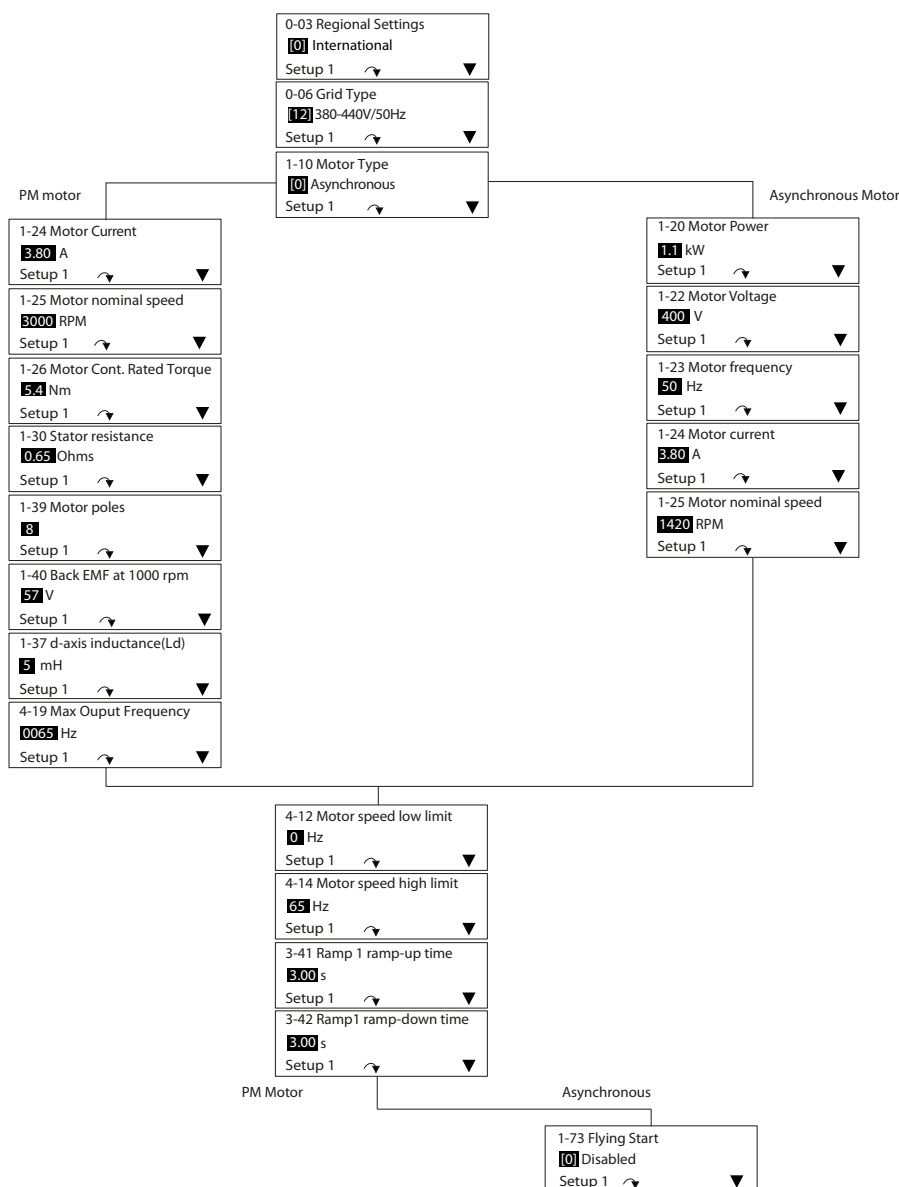 0-03 Regional Settings
[0] International
Setup 1
0-06 Grid Type
[12] 380-440V/50Hz
Setup 1
1-10 Motor Type
[0] Asynchronous
Setup 1
PM motor
Asynchronous Motor
1-24 Motor Current
3.80 A
Setup 1
1-25 Motor nominal speed
3000 RPM
Setup 1
1-26 Motor Cont. Rated Torque
5.4 Nm
Setup 1
1-30 Stator resistance
0.65 Ohms
Setup 1
1-39 Motor poles
8
Setup 1
1-40 Back EMF at 1000 rpm
57 V
Setup 1
1-37 d-axis inductance(Ld)
5 mH
Setup 1
4-19 Max Ouput Frequency
0065 Hz
Setup 1
1-20 Motor Power
1.1 kW
Setup 1
1-22 Motor Voltage
400 V
Setup 1
1-23 Motor frequency
50 Hz
Setup 1
1-24 Motor current
3.80 A
Setup 1
1-25 Motor nominal speed
1420 RPM
Setup 1
4-12 Motor speed low limit
0 Hz
Setup 1
4-14 Motor speed high limit
65 Hz
Setup 1
3-41 Ramp 1 ramp-up time
3.00 s
Setup 1
3-42 Ramp1 ramp-down time
3.00 s
Setup 1
PM Motor
Asynchronous
1-73 Flying Start
[0] Disabled
Setup 1